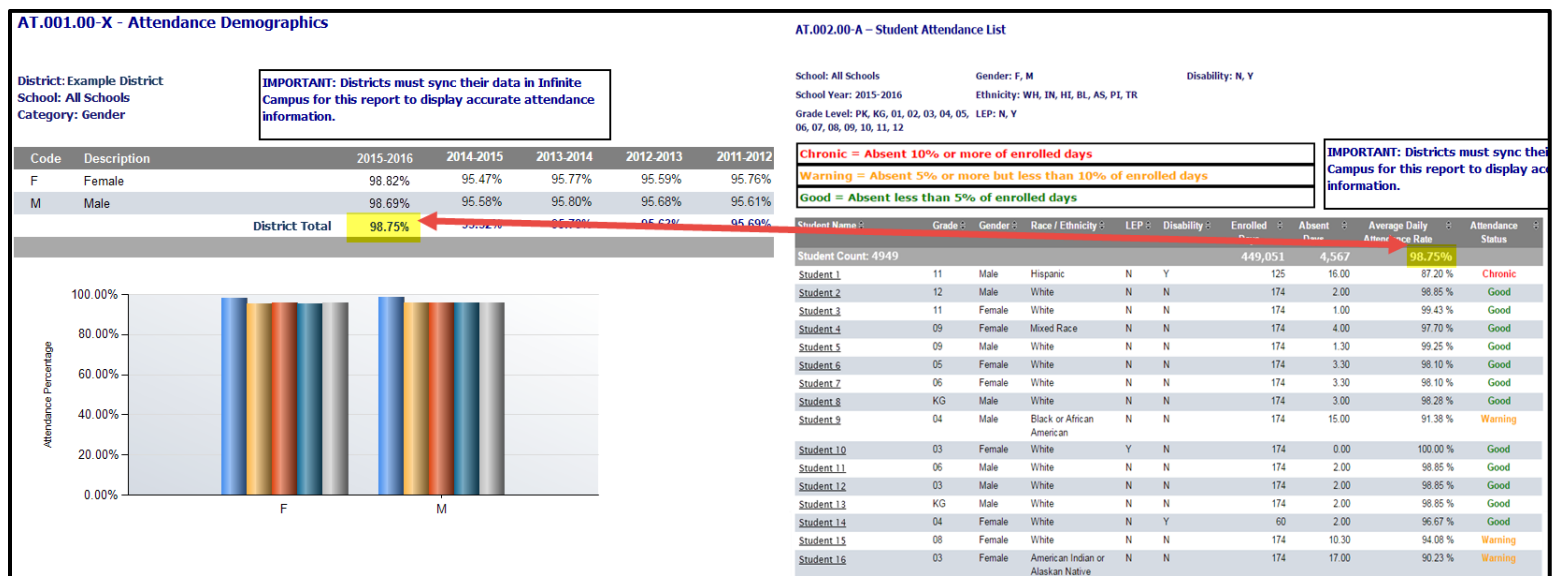 AT.001.00-X - Attendance Demographics
District: Example District
School: All Schools
Category: Gender
IMPORTANT: Districts must sync their data in Infinite
Campus for this report to display accurate attendance
information.
Code Description 2015-2016 2014-2015 2013-2014 2012-2013 2011-2012
F Female 98.82% 95.47% 95.77% 95.59% 95.76%
M Male 98.69% 95.58% 95.80% 95.68% 95.61%
District Total 98.75% 95.69%
100.00%
80.00%
60.00%
40.00%
20.00%
0.00%
Attendance Percentage
F M
AT.002.00-A – Student Attendance List
School: All Schools Gender: F, M Disability: N, Y
School Year: 2015-2016 Ethnicity: WH, IN, HI, BL, AS, PI, TR
Grade Level: PK, KG, 01, 02, 03, 04, 05, LEP: N, Y
06, 07, 08, 09, 10, 11, 12
Chronic = Absent 10% or more of enrolled days
Warning = Absent 5% or more but less than 10% of enrolled days
Good = Absent less than 5% of enrolled days
IMPORTANT: Districts must sync thei
Campus for this report to display ac
information.
Student Name Grade Gender Race / Ethnicity LEP Disability Enrolled Absent Average Daily Attendance
Days Days Attendance Rate Status
Student Count: 4949 449,051 4,567 98.75%
Student 1 11 Male Hispanic N Y 125 16.00 87.20 % Chronic
Student 2 12 Male White N N 174 2.00 98.85 % Good
Student 3 11 Female White N N 174 1.00 99.43 % Good
Student 4 09 Female Mixed Race N N 174 4.00 97.70 % Good
Student 5 09 Male White N N 174 1.30 99.25 % Good
Student 6 05 Female White N N 174 3.30 98.10 % Good
Student 7 06 Female White N N 174 3.30 98.10 % Good
Student 8 KG Male White N N 174 3.00 98.28 % Good
Student 9 04 Male Black or African N N 174 15.00 91.38 % Warning
American
Student 10 03 Female White Y N 174 0.00 100.00 % Good
Student 11 06 Male White N N 174 2.00 98.85 % Good
Student 12 03 Male White N N 174 2.00 98.85 % Good
Student 13 KG Male White N N 174 2.00 98.85 % Good
Student 14 04 Female White N Y 60 2.00 96.67 % Good
Student 15 08 Female White N N 174 10.30 94.08 % Warning
Student 16 03 Female American Indian or N N 174 17.00 90.23 % Warning
Alaskan Native